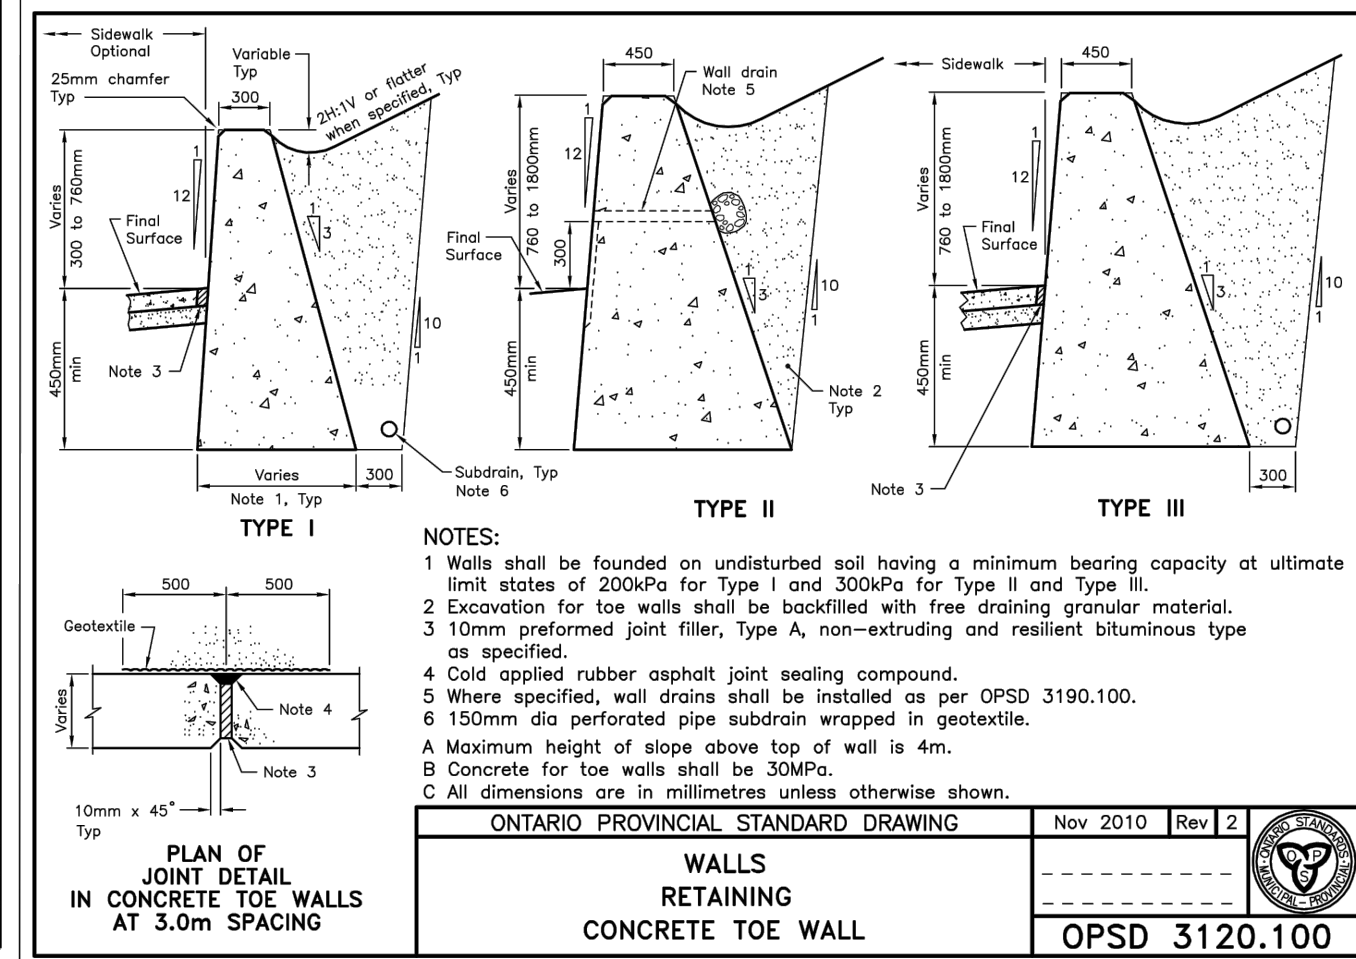 Sidewalk
Optional
25mm chamfer
Typ
Variable
Typ
300
2H:1V or flatter
when specified, Typ
Varies
300 to 760mm
1
12
1
3
Final
Surface
450mm
min
Note 3
10
1
Varies
Note 1, Typ
300
Subdrain, Typ
Note 6
TYPE I
450
Wall drain
Note 5
1
12
Varies
760 to 1800mm
Final
Surface
300
1
3
10
1
450mm
min
Note 2
Typ
TYPE II
Sidewalk
450
1
12
Varies
760 to 1800mm
Final
Surface
1
3
10
1
450mm
min
Note 3
300
TYPE III
500
500
Geotextile
Varies
Note 4
Note 3
10mm x 45°
Typ
PLAN OF
JOINT DETAIL
IN CONCRETE TOE WALLS
AT 3.0m SPACING
NOTES:
1 Walls shall be founded on undisturbed soil having a minimum bearing capacity at ultimate
limit states of 200kPa for Type I and 300kPa for Type II and Type III.
2 Excavation for toe walls shall be backfilled with free draining granular material.
3 10mm preformed joint filler, Type A, non-extruding and resilient bituminous type
as specified.
4 Cold applied rubber asphalt joint sealing compound.
5 Where specified, wall drains shall be installed as per OPSD 3190.100.
6 150mm dia perforated pipe subdrain wrapped in geotextile.
A Maximum height of slope above top of wall is 4m.
B Concrete for toe walls shall be 30MPa.
C All dimensions are in millimetres unless otherwise shown.
ONTARIO PROVINCIAL STANDARD DRAWING
Nov 2010
Rev
2
WALLS
RETAINING
CONCRETE TOE WALL
ONTARIO STANDARDS
MUNICIPAL-PROVINCIAL
O P
S
OPSD 3120.100